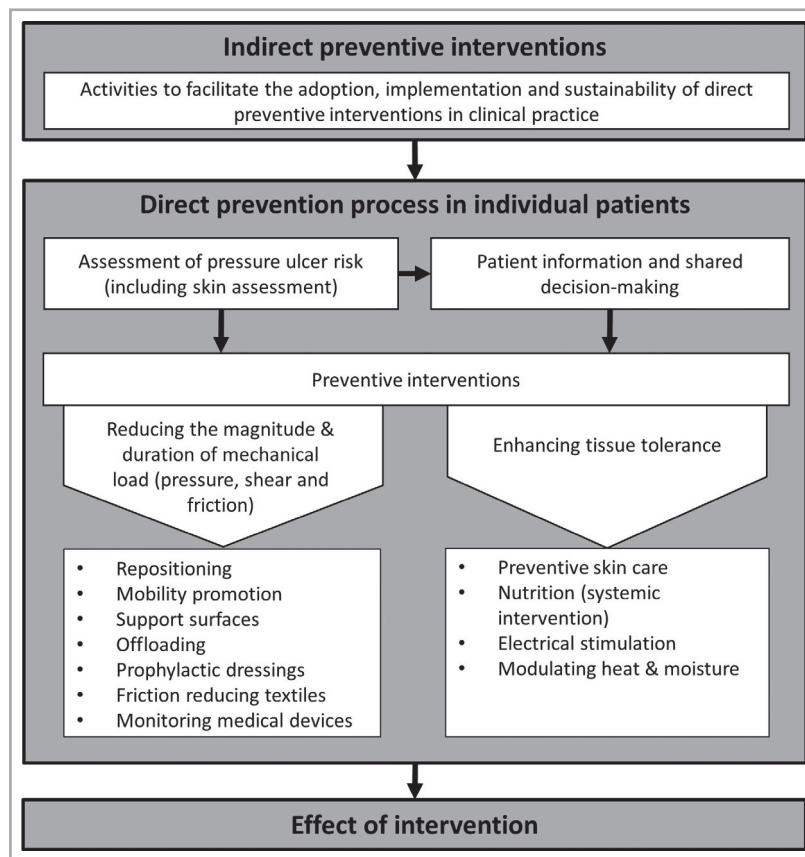 Indirect preventive interventions
Activities to facilitate the adoption, implementation and sustainability of direct
preventive interventions in clinical practice
Direct prevention process in individual patients
Assessment of pressure ulcer risk
(including skin assessment)
Patient information and shared
decision-making
Preventive interventions
Reducing the magnitude &
duration of mechanical
load (pressure, shear and
friction)
Enhancing tissue tolerance
• Repositioning
• Mobility promotion
• Support surfaces
• Offloading
• Prophylactic dressings
• Friction reducing textiles
• Monitoring medical devices
• Preventive skin care
• Nutrition (systemic
intervention)
• Electrical stimulation
• Modulating heat & moisture
Effect of intervention